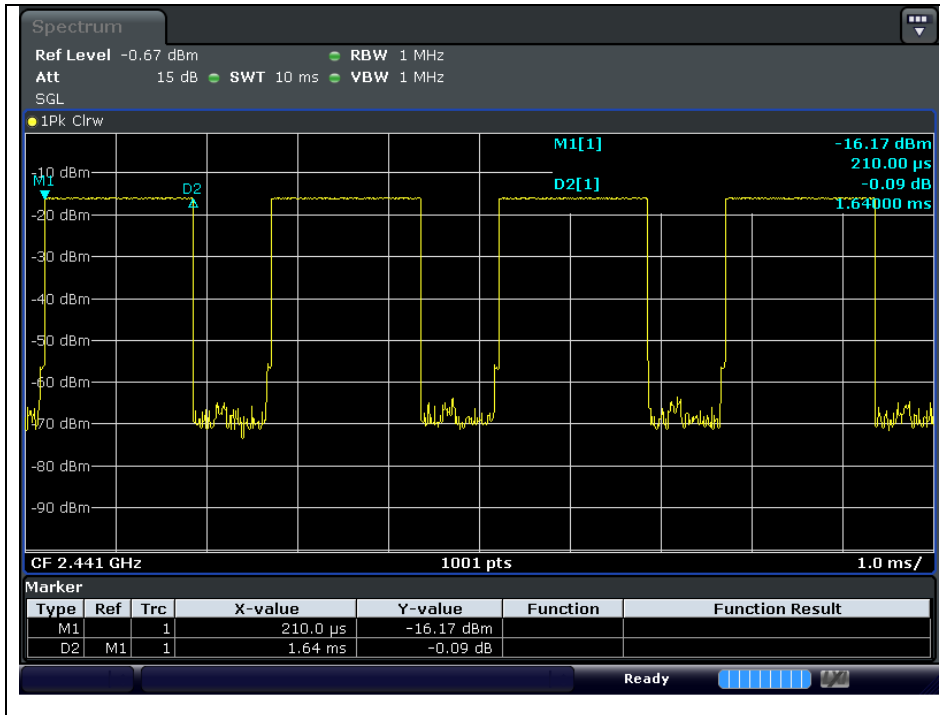 Spectrum
Ref Level -0.67 dBm RBW 1 MHz
Att 15 dB SWT 10 ms VBW 1 MHz
SGL
1Pk Clrw
M1[1] -16.17 dBm
210.00 µs
D2[1] -0.09 dB
1.64000 ms
-10 dBm
M1
D2
-20 dBm
-30 dBm
-40 dBm
-50 dBm
-60 dBm
-70 dBm
-80 dBm
-90 dBm
CF 2.441 GHz 1001 pts 1.0 ms/
Marker
Type Ref Trc X-value Y-value Function Function Result
M1 1 210.0 µs -16.17 dBm
D2 M1 1 1.64 ms -0.09 dB
Ready